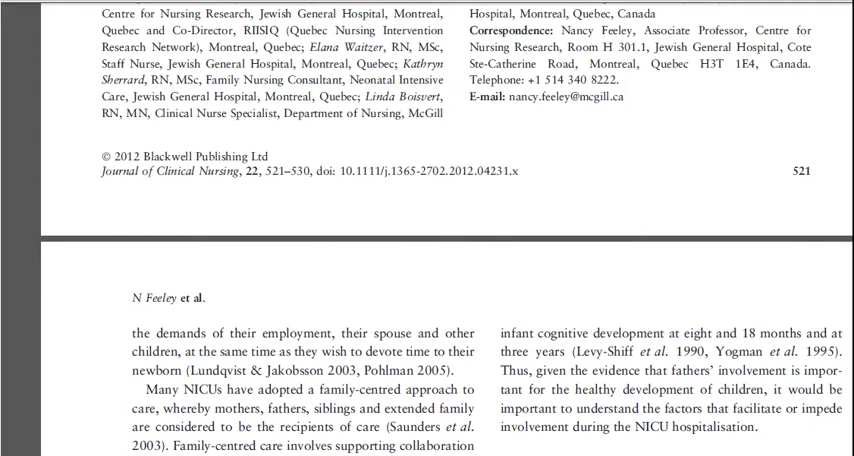 Centre for Nursing Research, Jewish General Hospital, Montreal,
Quebec and Co-Director, RIISIQ (Quebec Nursing Intervention
Research Network), Montreal, Quebec; Elana Waitzer, RN, MSc,
Staff Nurse, Jewish General Hospital, Montreal, Quebec; Kathryn
Sherrard, RN, MSc, Family Nursing Consultant, Neonatal Intensive
Care, Jewish General Hospital, Montreal, Quebec; Linda Boisvert,
RN, MN, Clinical Nurse Specialist, Department of Nursing, McGill
Hospital, Montreal, Quebec, Canada
Correspondence: Nancy Feeley, Associate Professor, Centre for
Nursing Research, Room H 301.1, Jewish General Hospital, Cote
Ste-Catherine Road, Montreal, Quebec H3T 1E4, Canada.
Telephone: +1 514 340 8222.
E-mail: nancy.feeley@mcgill.ca
© 2012 Blackwell Publishing Ltd
Journal of Clinical Nursing, 22, 521–530, doi: 10.1111/j.1365-2702.2012.04231.x 521
N Feeley et al.
the demands of their employment, their spouse and other
children, at the same time as they wish to devote time to their
newborn (Lundqvist & Jakobsson 2003, Pohlman 2005).
Many NICUs have adopted a family-centred approach to
care, whereby mothers, fathers, siblings and extended family
are considered to be the recipients of care (Saunders et al.
2003). Family-centred care involves supporting collaboration
infant cognitive development at eight and 18 months and at
three years (Levy-Shiff et al. 1990, Yogman et al. 1995).
Thus, given the evidence that fathers' involvement is impor-
tant for the healthy development of children, it would be
important to understand the factors that facilitate or impede
involvement during the NICU hospitalisation.